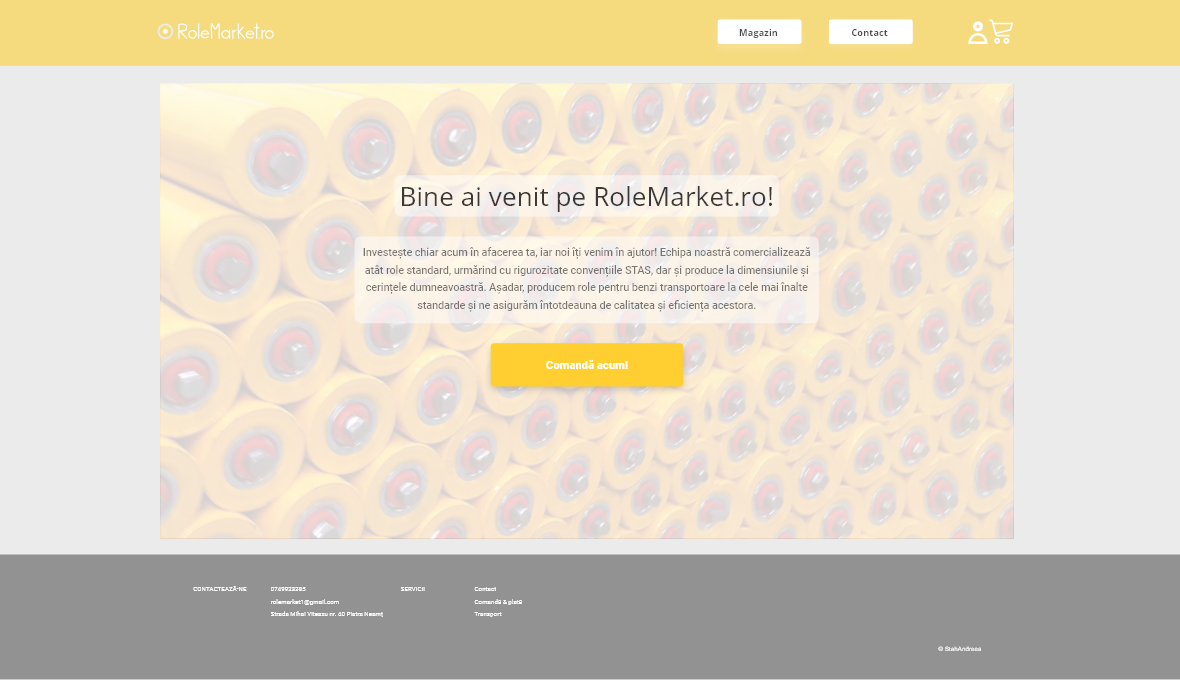 RoleMarket.ro
Magazin
Contact
Bine ai venit pe RoleMarket.ro!
Investește chiar acum în afacerea ta, iar noi îți venim în ajutor! Echipa noastră comercializează
atât role standard, urmărind cu rigurozitate convențiile STAS, dar și produce la dimensiunile și
cerințele dumneavoastră. Așadar, producem role pentru benzi transportoare la cele mai înalte
standarde și ne asigurăm întotdeauna de calitatea și eficiența acestora.
Comandă acum!
CONTACTEAZĂ-NE
rolemarket1@gmail.com
Strada Mihai Viteazu nr. 40 Piatra Neamț
SERVICII
Contact
Comandă & plată
Transport